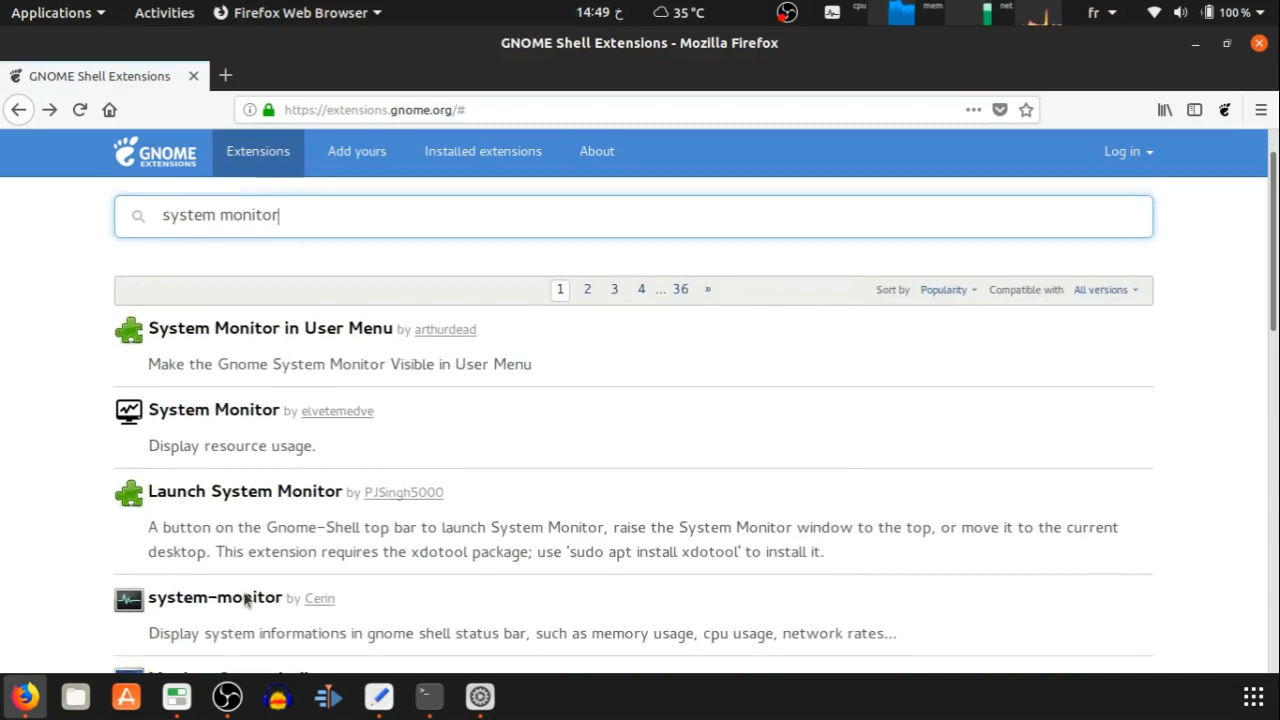 Applications Activities Firefox Web Browser 14:49 خ 35 °C cpu mem net fr 100 %
GNOME Shell Extensions - Mozilla Firefox
GNOME Shell Extensions
https://extensions.gnome.org/#
GNOME EXTENSIONS Extensions Add yours Installed extensions About Log in
system monitor
1 2 3 4 ... 36 » Sort by Popularity Compatible with All versions
System Monitor in User Menu by arthurdead
Make the Gnome System Monitor Visible in User Menu
System Monitor by elvetemedve
Display resource usage.
Launch System Monitor by PJSingh5000
A button on the Gnome-Shell top bar to launch System Monitor, raise the System Monitor window to the top, or move it to the current
desktop. This extension requires the xdotool package; use 'sudo apt install xdotool' to install it.
system-monitor by Cerin
Display system informations in gnome shell status bar, such as memory usage, cpu usage, network rates...